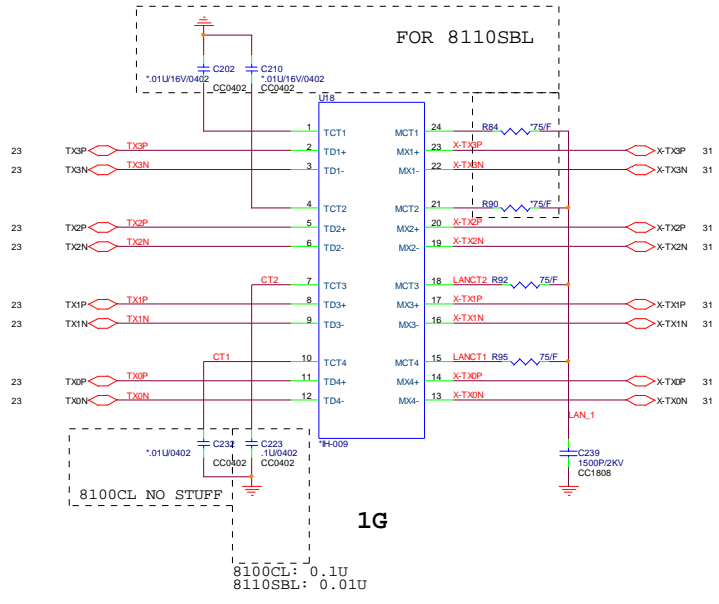 FOR 8110SBL
C202
*.01U/16V/0402
CC0402
C210
*.01U/16V/0402
CC0402
U18
1 TCT1 MCT1 24 R84 *75/F
23 TX3P TX3P 2 TD1+ MX1+ 23 X-TX3P X-TX3P 31
23 TX3N TX3N 3 TD1- MX1- 22 X-TX3N X-TX3N 31
4 TCT2 MCT2 21 R90 *75/F
23 TX2P TX2P 5 TD2+ MX2+ 20 X-TX2P X-TX2P 31
23 TX2N TX2N 6 TD2- MX2- 19 X-TX2N X-TX2N 31
CT2 7 TCT3 MCT3 18 LANCT2 R92 75/F
23 TX1P TX1P 8 TD3+ MX3+ 17 X-TX1P X-TX1P 31
23 TX1N TX1N 9 TD3- MX3- 16 X-TX1N X-TX1N 31
CT1 10 TCT4 MCT4 15 LANCT1 R95 75/F
23 TX0P TX0P 11 TD4+ MX4+ 14 X-TX0P X-TX0P 31
23 TX0N TX0N 12 TD4- MX4- 13 X-TX0N X-TX0N 31
LAN_1
*IH-009
C232
*.01U/0402
CC0402
C223
.1U/0402
CC0402
C239
1500P/2KV
CC1808
8100CL NO STUFF
1G
8100CL: 0.1U
8110SBL: 0.01U